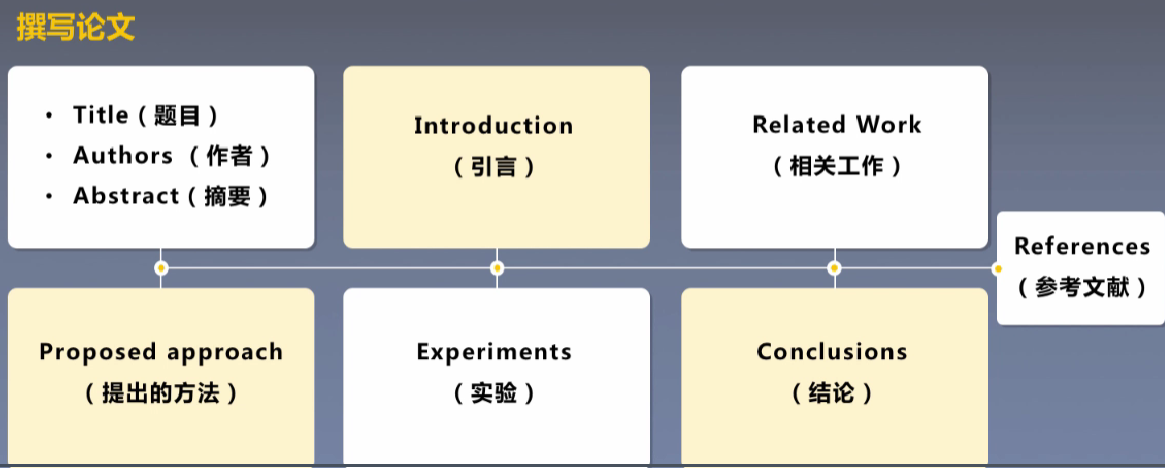 撰写论文
• Title（题目）
• Authors （作者）
• Abstract（摘要）
Introduction
（引言）
Related Work
（相关工作）
References
（参考文献）
Proposed approach
（提出的方法）
Experiments
（实验）
Conclusions
（结论）